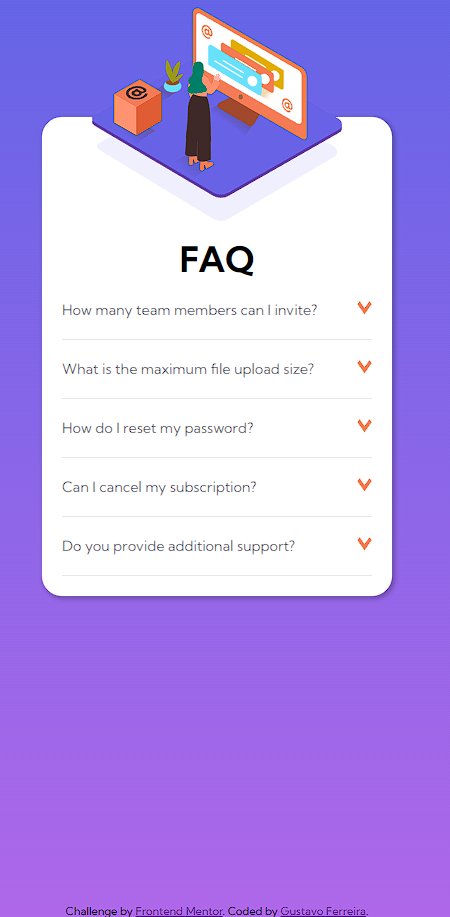 FAQ
How many team members can I invite?
What is the maximum file upload size?
How do I reset my password?
Can I cancel my subscription?
Do you provide additional support?
Challenge by Frontend Mentor. Coded by Gustavo Ferreira.